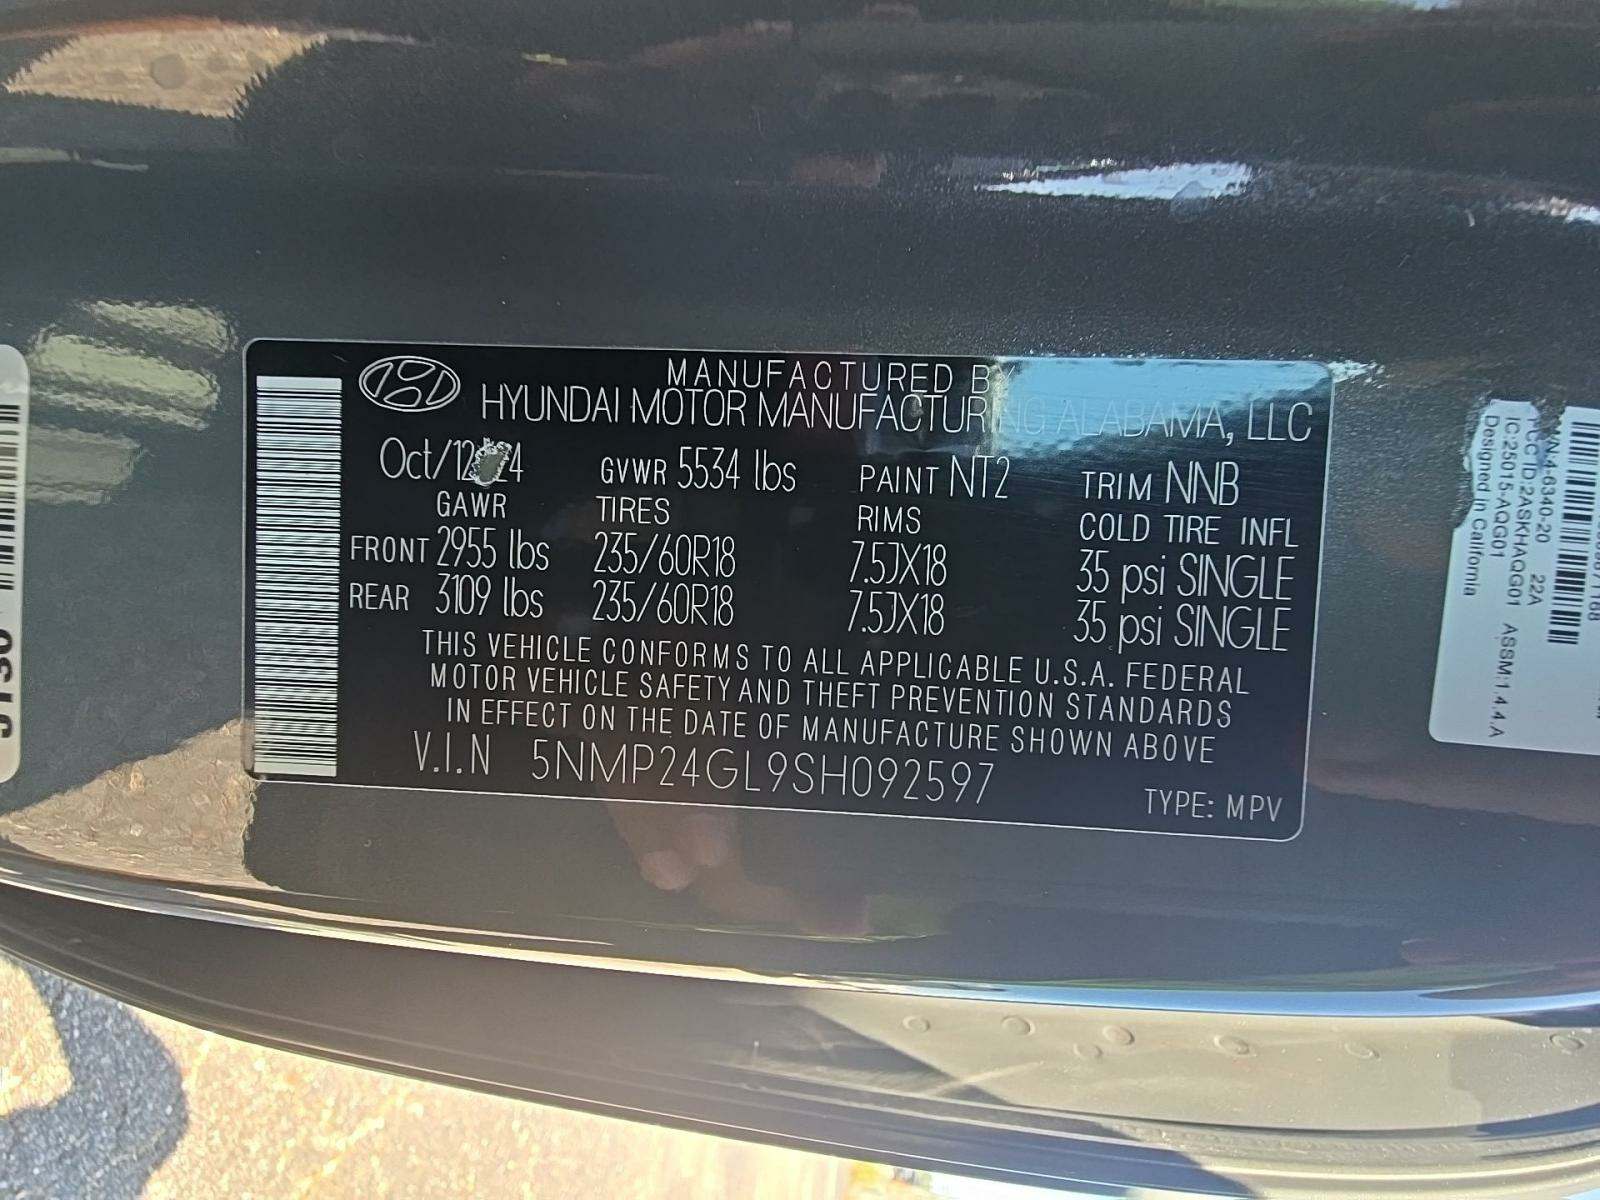 MANUFACTURED BY
HYUNDAI MOTOR MANUFACTURING ALABAMA, LLC
GVWR 5534 lbs PAINT NT2 TRIM NNB
GAWR TIRES RIMS COLD TIRE INFL
FRONT 2955 lbs 235/60R18 7.5JX18 35 psi SINGLE
REAR 3109 lbs 235/60R18 7.5JX18 35 psi SINGLE
THIS VEHICLE CONFORMS TO ALL APPLICABLE U.S.A. FEDERAL
MOTOR VEHICLE SAFETY AND THEFT PREVENTION STANDARDS
IN EFFECT ON THE DATE OF MANUFACTURE SHOWN ABOVE
V.I.N 5NMP24GL9SH092597
TYPE: MPV
22A
FCC ID:2ASKHAQGG01 ASSM:1.4.4.A
IC:25015-AQGG01
Designed in California